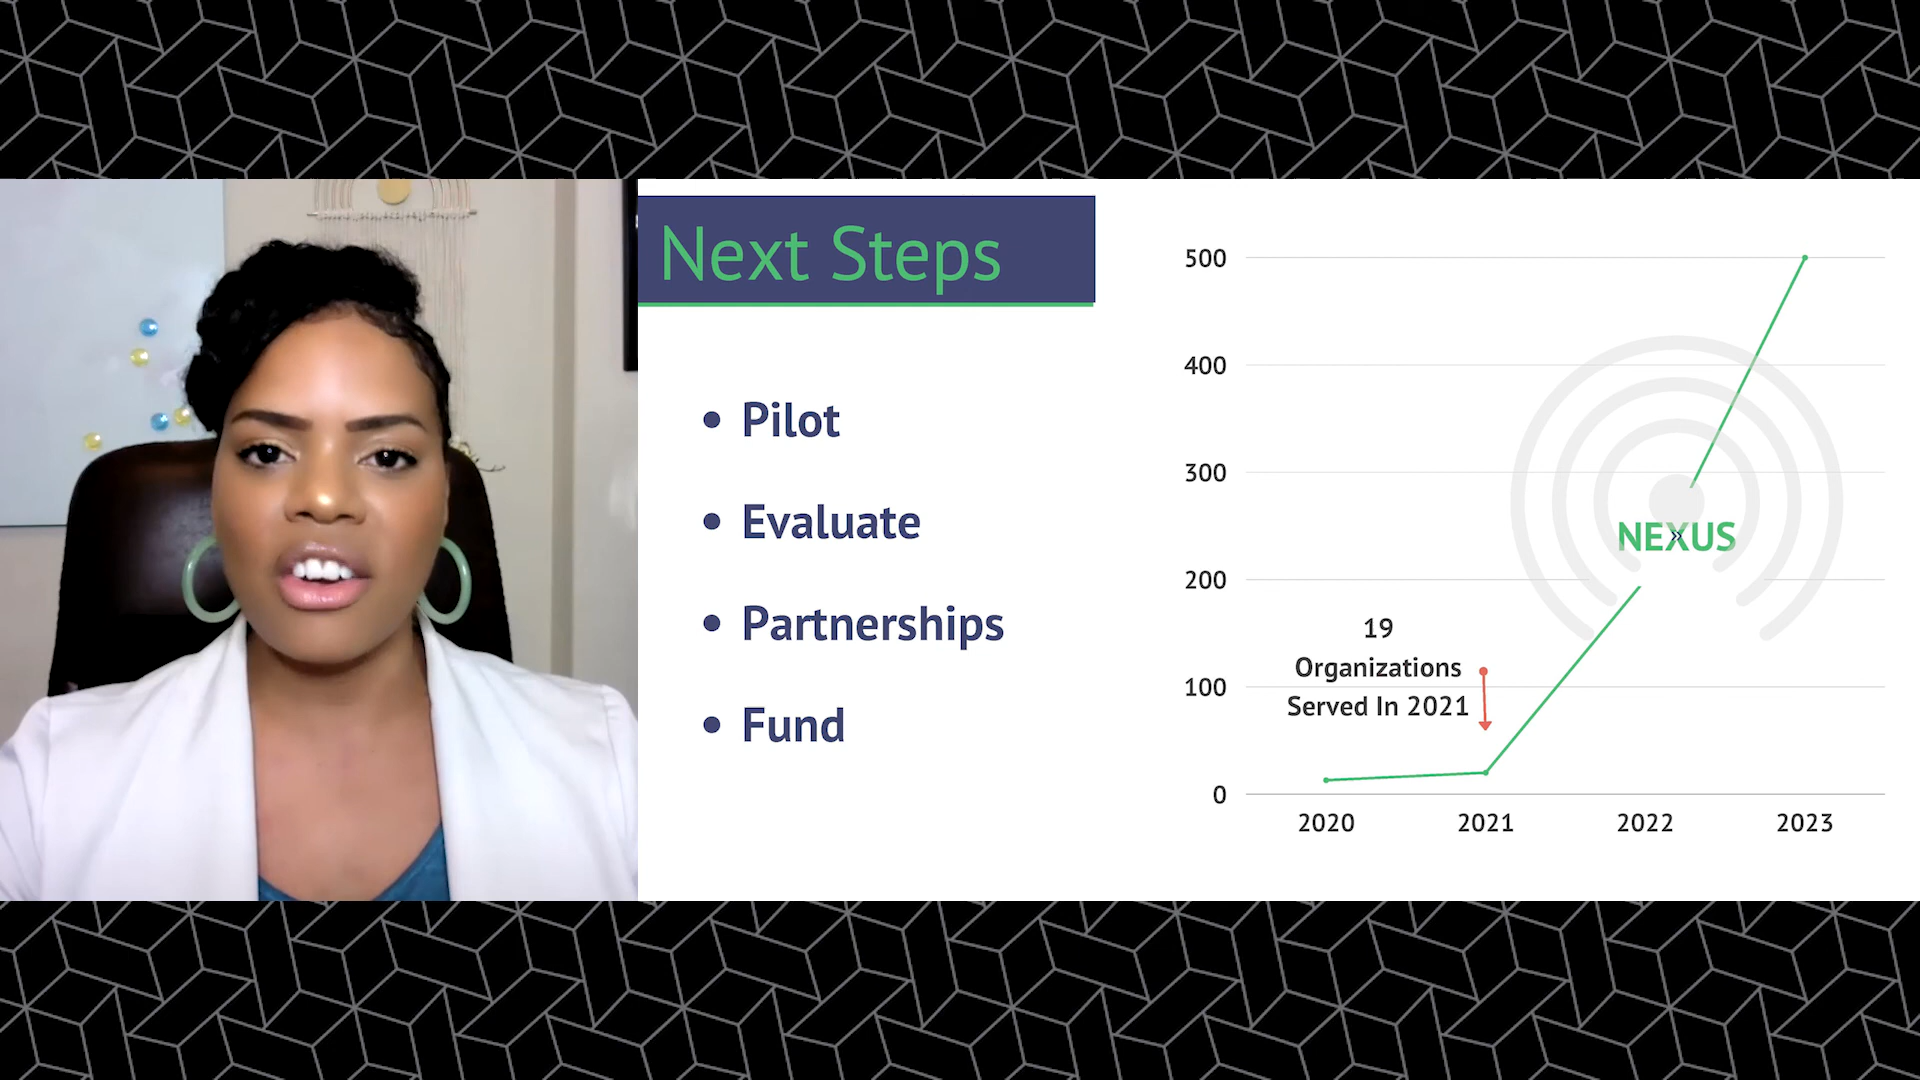 Next Steps
• Pilot
• Evaluate
• Partnerships
• Fund
500
400
300
200
100
0
NEXUS
19
Organizations
Served In 2021
2020
2021
2022
2023